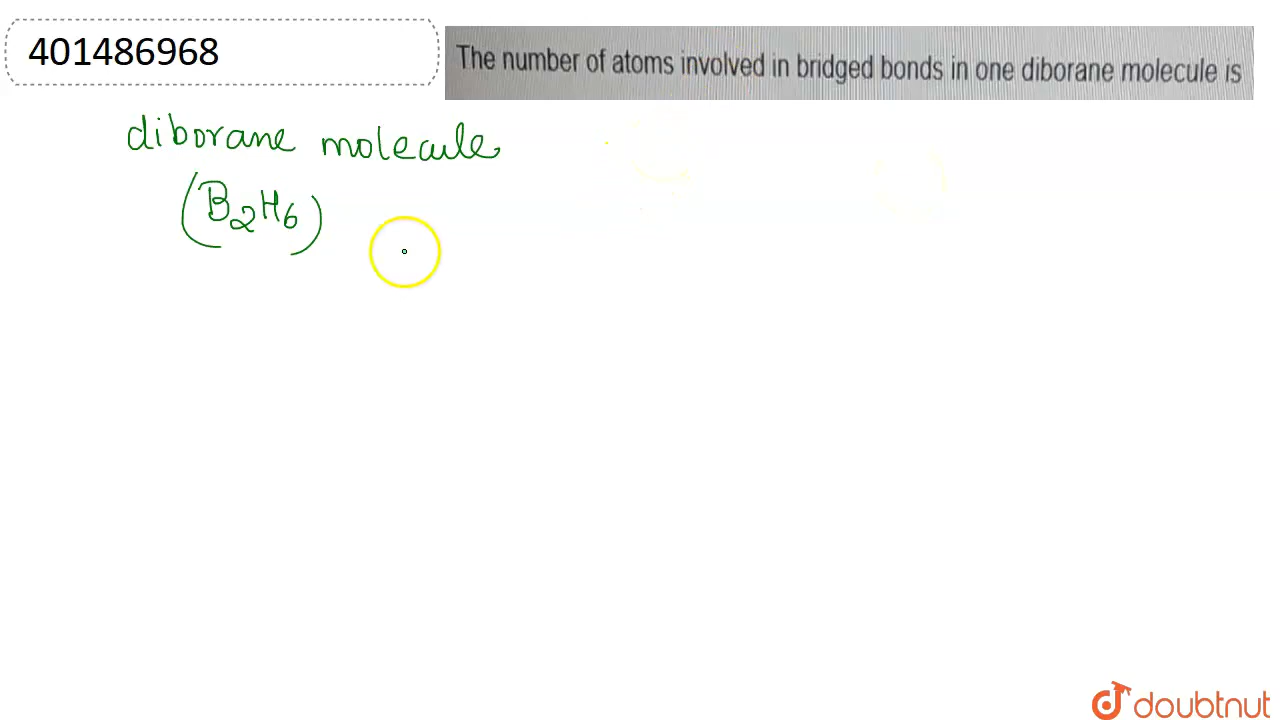 401486968
The number of atoms involved in bridged bonds in one diborane molecule is
diborane molecule
(B2H6)
doubtnut